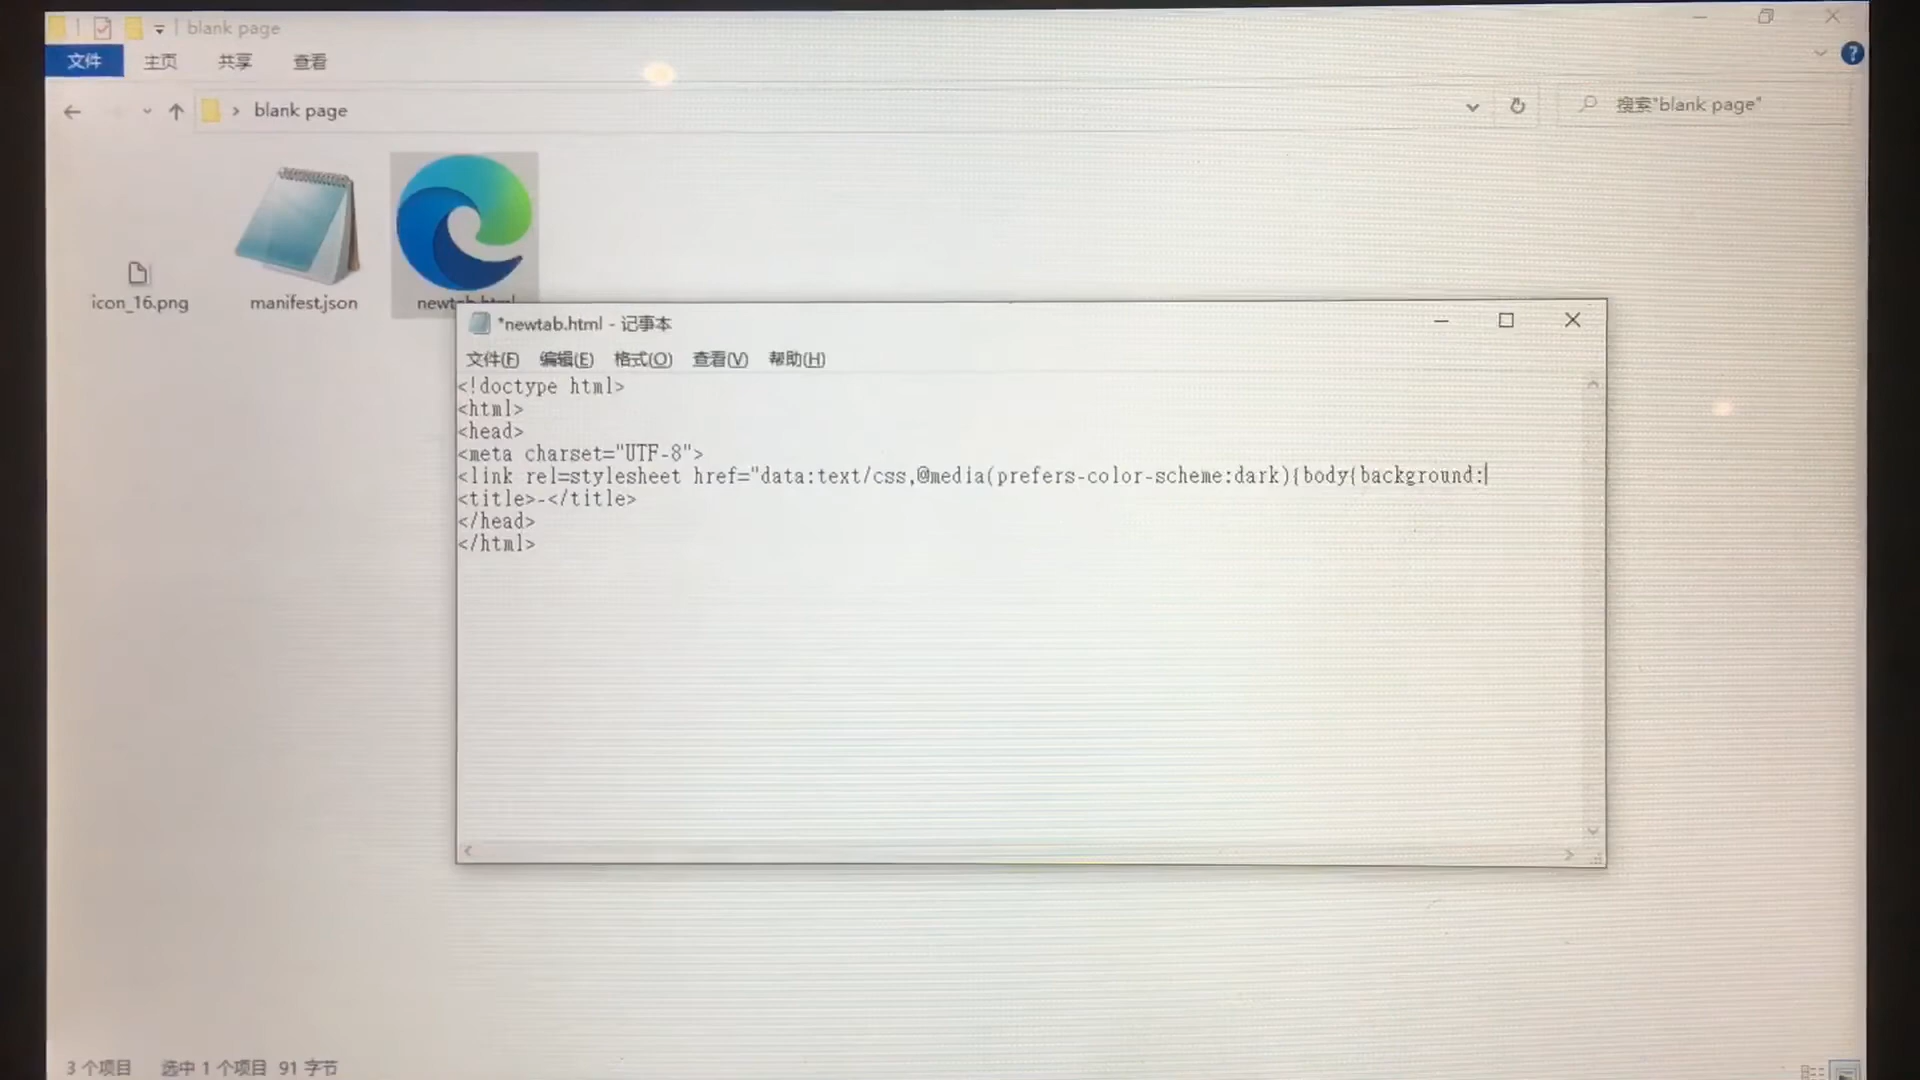 blank page
文件 主页 共享 查看
blank page
搜索"blank page"
icon_16.png
manifest.json
newtab.html
*newtab.html - 记事本
文件(F) 编辑(E) 格式(O) 查看(V) 帮助(H)
<!doctype html>
<html>
<head>
<meta charset="UTF-8">
<link rel=stylesheet href="data:text/css,@media(prefers-color-scheme:dark){body{background:
<title>-</title>
</head>
</html>
3 个项目 选中 1 个项目 91 字节